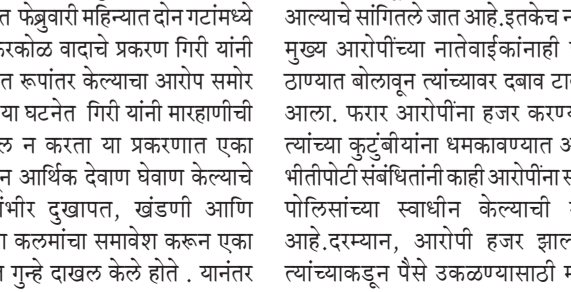 त फेब्रुवारी महिन्यात दोन गटांमध्ये
वादाचे प्रकरण गिरी यांनी
त रूपांतर केल्याचा आरोप समोर
या घटनेत गिरी यांनी मारहाणीची
ल न करता या प्रकरणात एका
न आर्थिक देवाण घेवाण केल्याचे
दुखापत, खंडणी आणि
कलमांचा समावेश करून एका
त गुन्हे दाखल केले होते . यानंतर
आल्याचे सांगितले जात आहे.इतकेच
मुख्य आरोपींच्या नातेवाईकांनाही
ठाण्यात बोलावून त्यांच्यावर दबाव
आला. फरार आरोपींना हजर
त्यांच्या कुटुंबीयांना धमकावण्यात
भीतीपोटी संबंधितांनी काही आरोपींना
पोलिसांच्या स्वाधीन केल्याची
आहे.दरम्यान, आरोपी हजर
त्यांच्याकडून पैसे उकळण्यासाठी